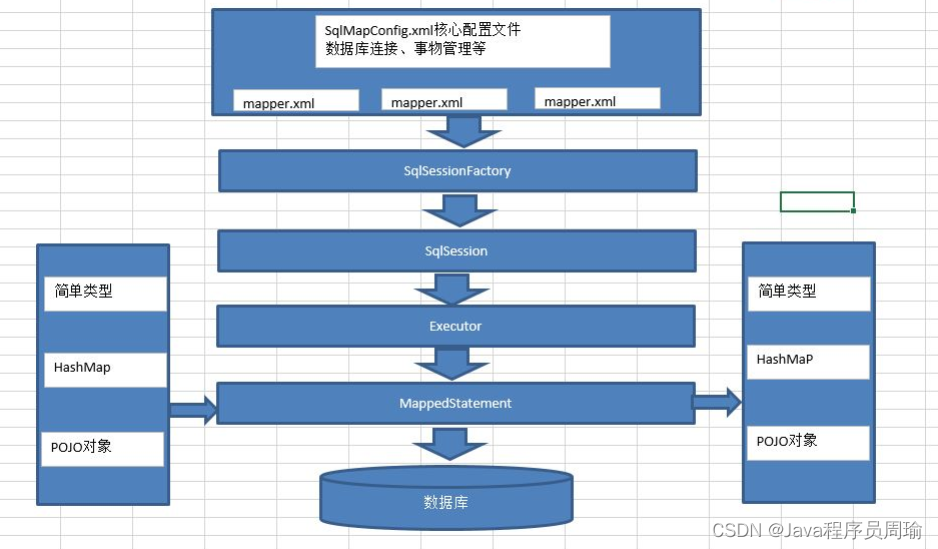 SqlMapConfig.xml核心配置文件
数据库连接、事物管理等
mapper.xml
mapper.xml
mapper.xml
SqlSessionFactory
SqlSession
Executor
MappedStatement
数据库
简单类型
HashMap
POJO对象
简单类型
HashMaP
POJO对象
CSDN @Java程序员周瑜